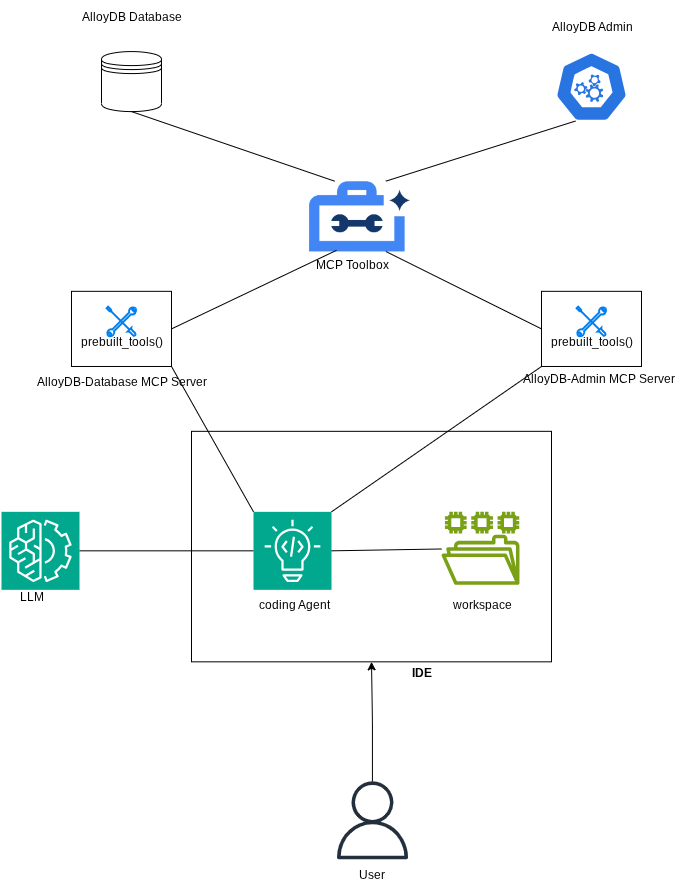 AlloyDB Database
AlloyDB Admin
MCP Toolbox
prebuilt_tools()
prebuilt_tools()
AlloyDB-Database MCP Server
AlloyDB-Admin MCP Server
LLM
coding Agent
workspace
IDE
User